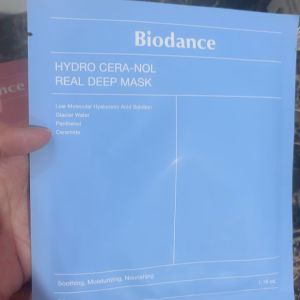 Biodance
HYDRO CERA-NOL
REAL DEEP MASK
Low Molecular Hyaluronic Acid Solution
Glacier Water
Panthenol
Ceramide
Soothing, Moisturizing, Nourishing
nce